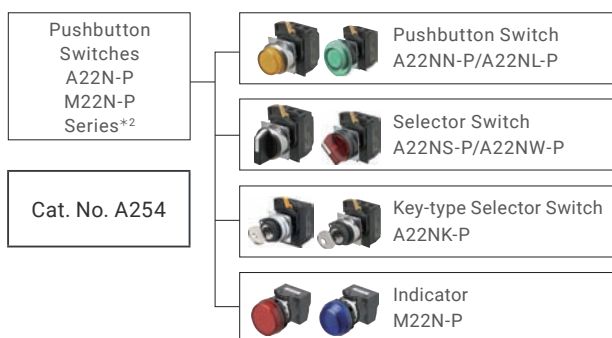 Pushbutton
Switches
A22N-P
M22N-P
Series*2
Cat. No. A254
Pushbutton Switch
A22NN-P/A22NL-P
Selector Switch
A22NS-P/A22NW-P
Key-type Selector Switch
A22NK-P
Indicator
M22N-P